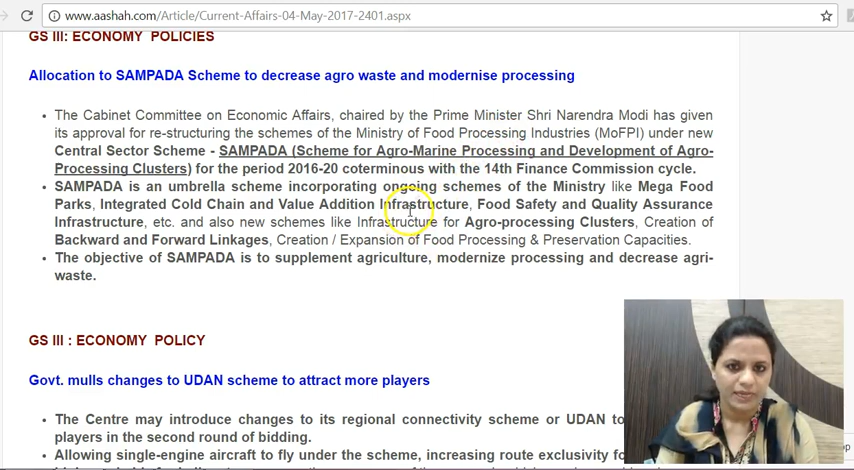 www.aashah.com/Article/Current-Affairs-04-May-2017-2401.aspx
GS III: ECONOMY POLICIES
Allocation to SAMPADA Scheme to decrease agro waste and modernise processing
• The Cabinet Committee on Economic Affairs, chaired by the Prime Minister Shri Narendra Modi has given
its approval for re-structuring the schemes of the Ministry of Food Processing Industries (MoFPI) under new
Central Sector Scheme - SAMPADA (Scheme for Agro-Marine Processing and Development of Agro-
Processing Clusters) for the period 2016-20 coterminous with the 14th Finance Commission cycle.
• SAMPADA is an umbrella scheme incorporating ongoing schemes of the Ministry like Mega Food
Parks, Integrated Cold Chain and Value Addition Infrastructure, Food Safety and Quality Assurance
Infrastructure, etc. and also new schemes like Infrastructure for Agro-processing Clusters, Creation of
Backward and Forward Linkages, Creation / Expansion of Food Processing & Preservation Capacities.
• The objective of SAMPADA is to supplement agriculture, modernize processing and decrease agri-
waste.
GS III : ECONOMY POLICY
Govt. mulls changes to UDAN scheme to attract more players
• The Centre may introduce changes to its regional connectivity scheme or UDAN to
players in the second round of bidding.
• Allowing single-engine aircraft to fly under the scheme, increasing route exclusivity